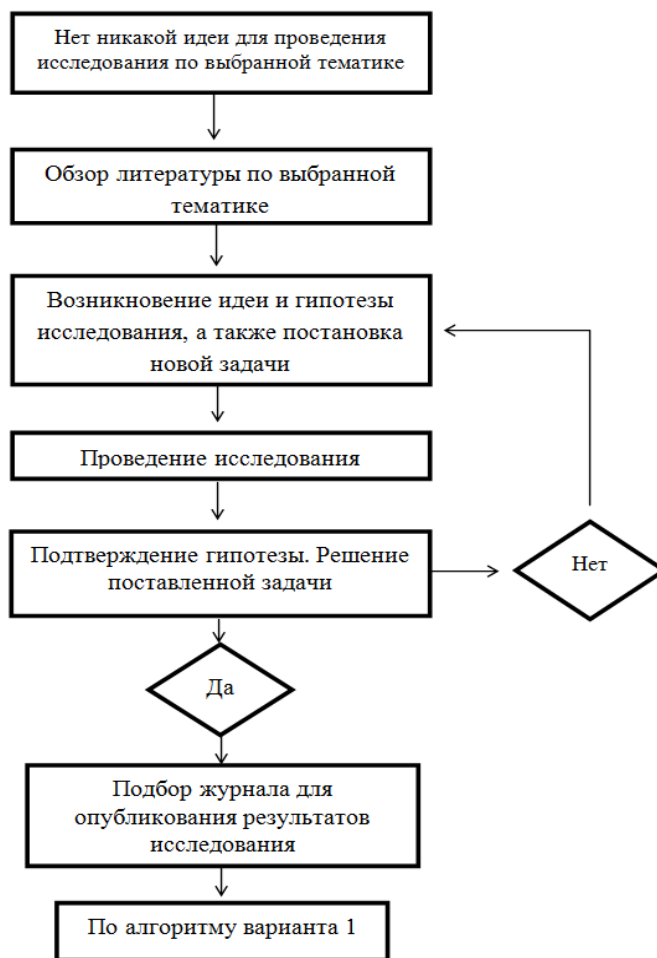 Нет никакой идеи для проведения
исследования по выбранной тематике
Обзор литературы по выбранной
тематике
Возникновение идеи и гипотезы
исследования, а также постановка
новой задачи
Проведение исследования
Подтверждение гипотезы. Решение
поставленной задачи
Нет
Да
Подбор журнала для
опубликования результатов
исследования
По алгоритму варианта 1